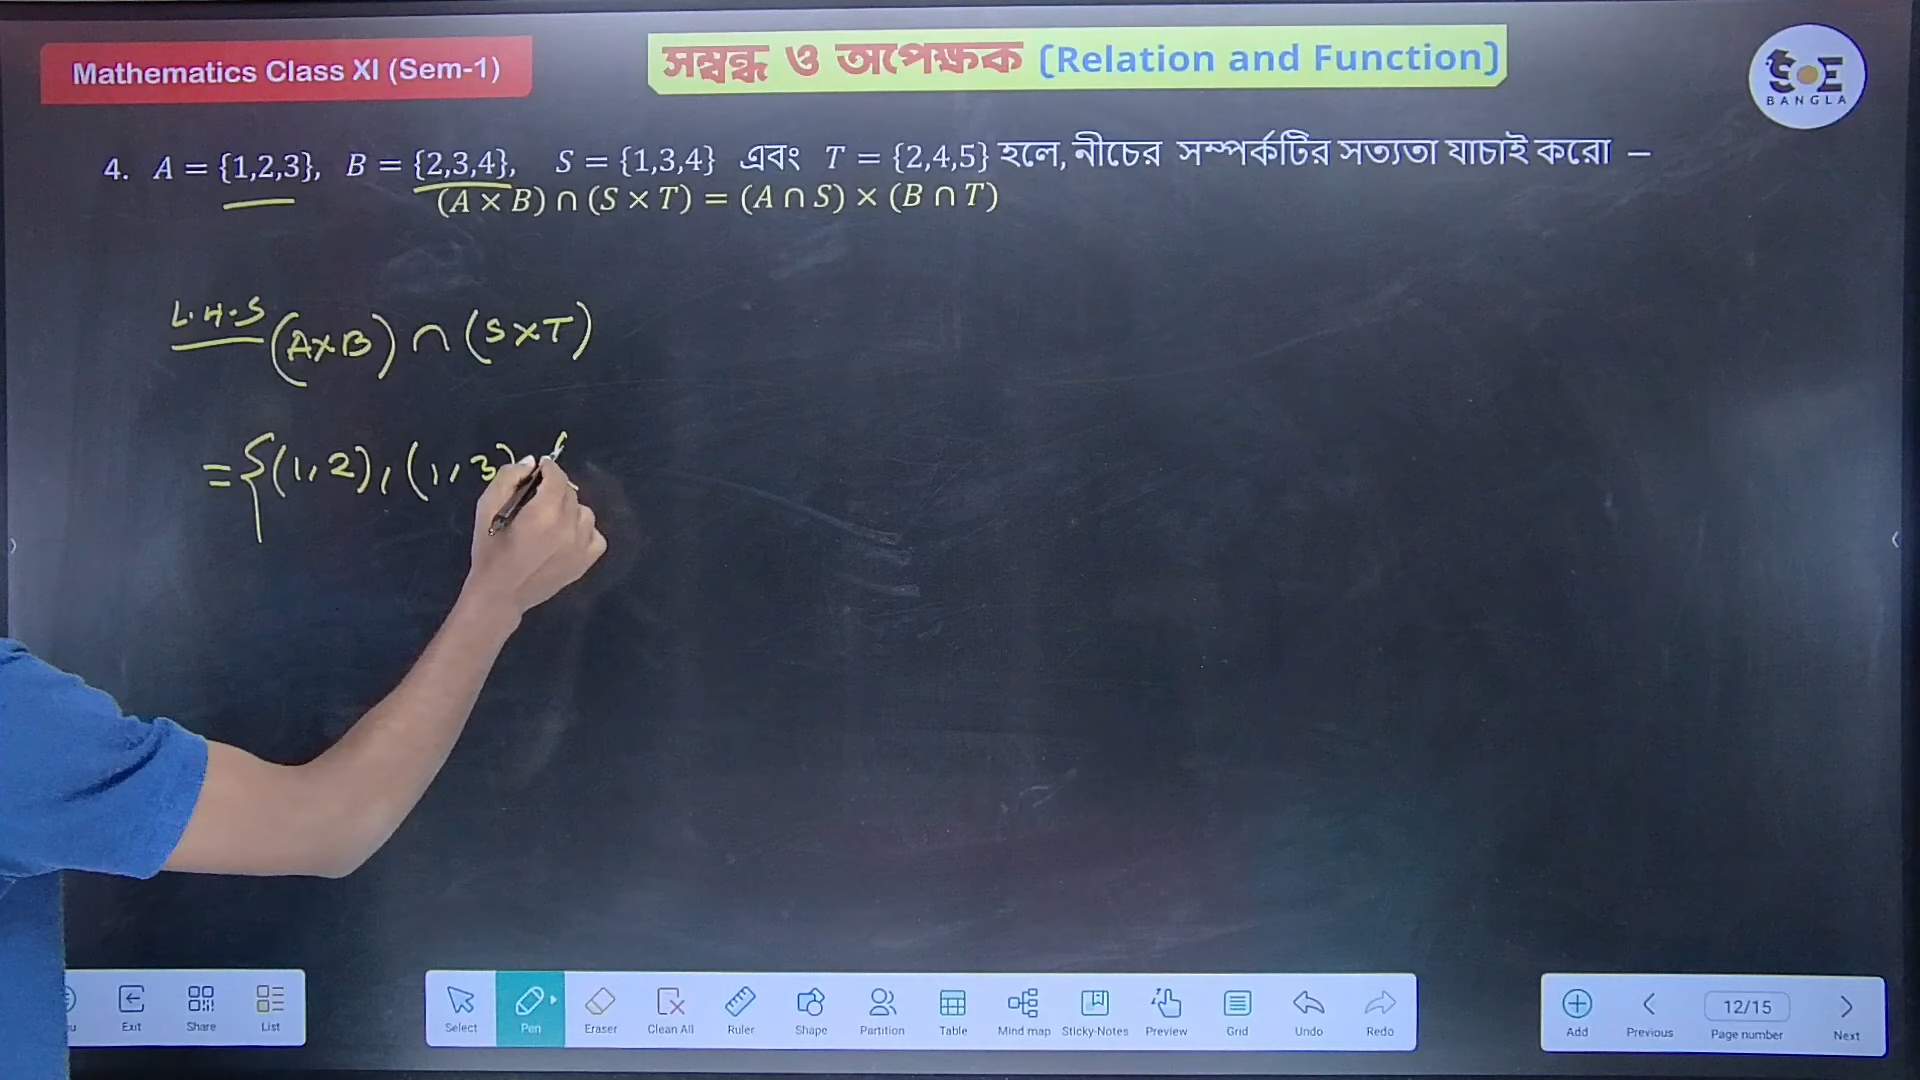 Mathematics Class XI (Sem-1)
সম্বন্ধ ও অপেক্ষক (Relation and Function)
SOE
BANGLA
4. A = {1,2,3}, B = {2,3,4}, S = {1,3,4} এবং T = {2,4,5} হলে, নীচের সম্পর্কটির সত্যতা যাচাই করো –
(A × B) ∩ (S × T) = (A ∩ S) × (B ∩ T)
L.H.S (A×B) ∩ (S×T)
= {(1,2), (1,3)
Exit Share List
Select Pen Eraser Clean All Ruler Shape Partition Table Mind map Sticky-Notes Preview Grid Undo Redo
Add Previous 12/15 Page number Next